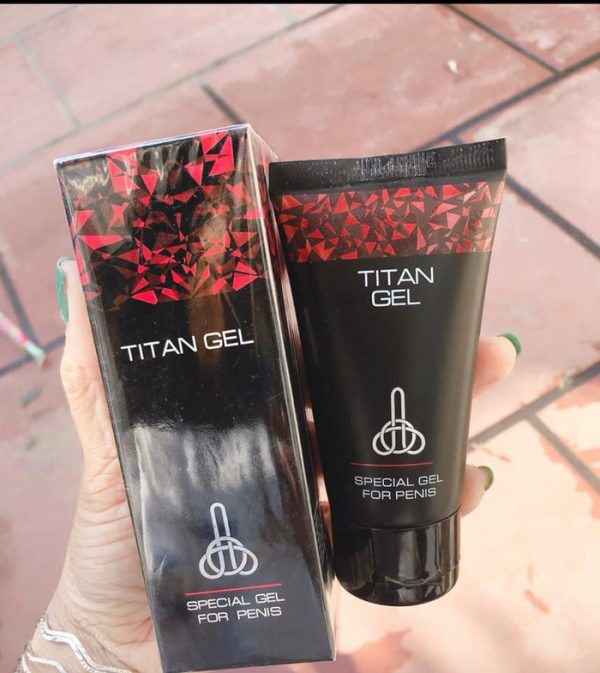 TITAN GEL
SPECIAL GEL
FOR PENIS
TITAN
GEL
SPECIAL GEL
FOR PENIS